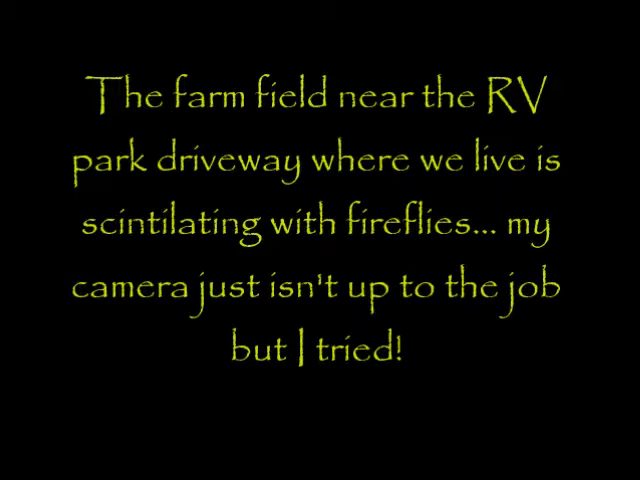 The farm field near the RV
park driveway where we live is
scintilating with fireflies... my
camera just isn't up to the job
but I tried!